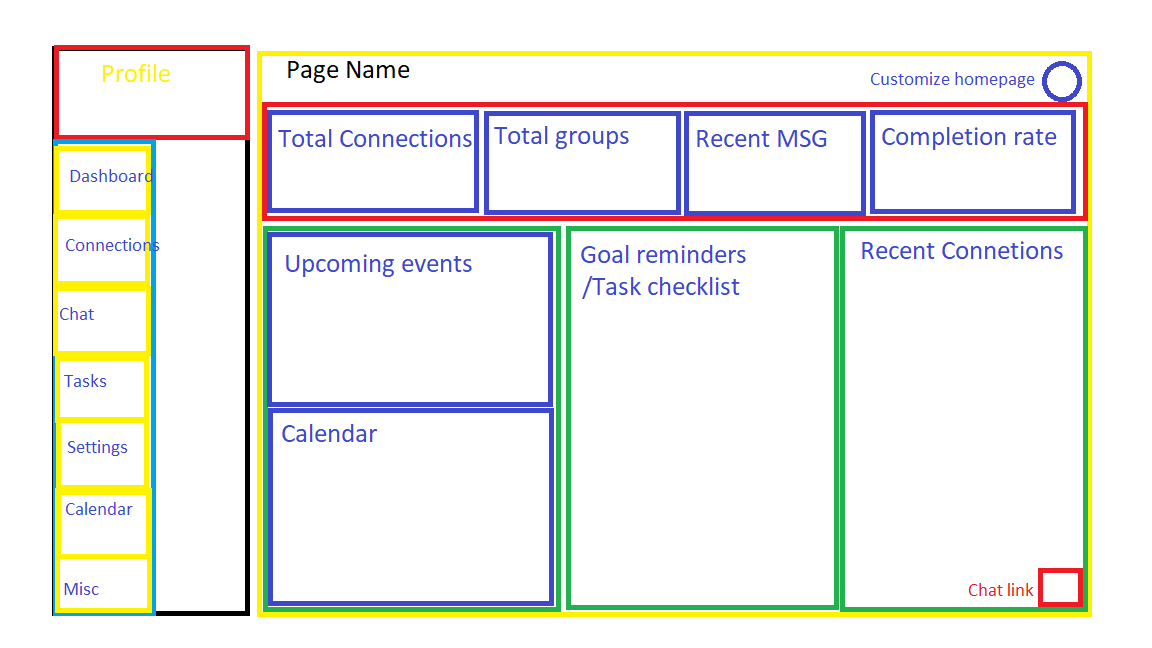 Profile
Dashboard
Connections
Chat
Tasks
Settings
Calendar
Misc
Page Name
Customize homepage
Total Connections
Total groups
Recent MSG
Completion rate
Upcoming events
Calendar
Goal reminders
/Task checklist
Recent Connetions
Chat link